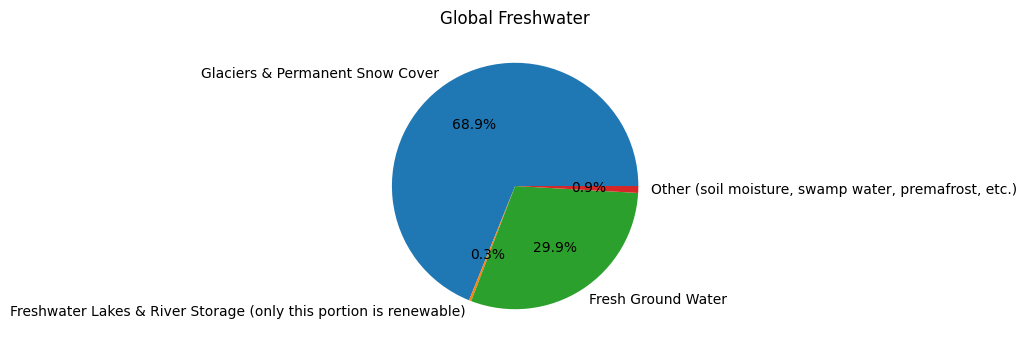 Global Freshwater
Glaciers & Permanent Snow Cover
68.9%
0.9%
Other (soil moisture, swamp water, premafrost, etc.)
0.3%
29.9%
Fresh Ground Water
Freshwater Lakes & River Storage (only this portion is renewable)